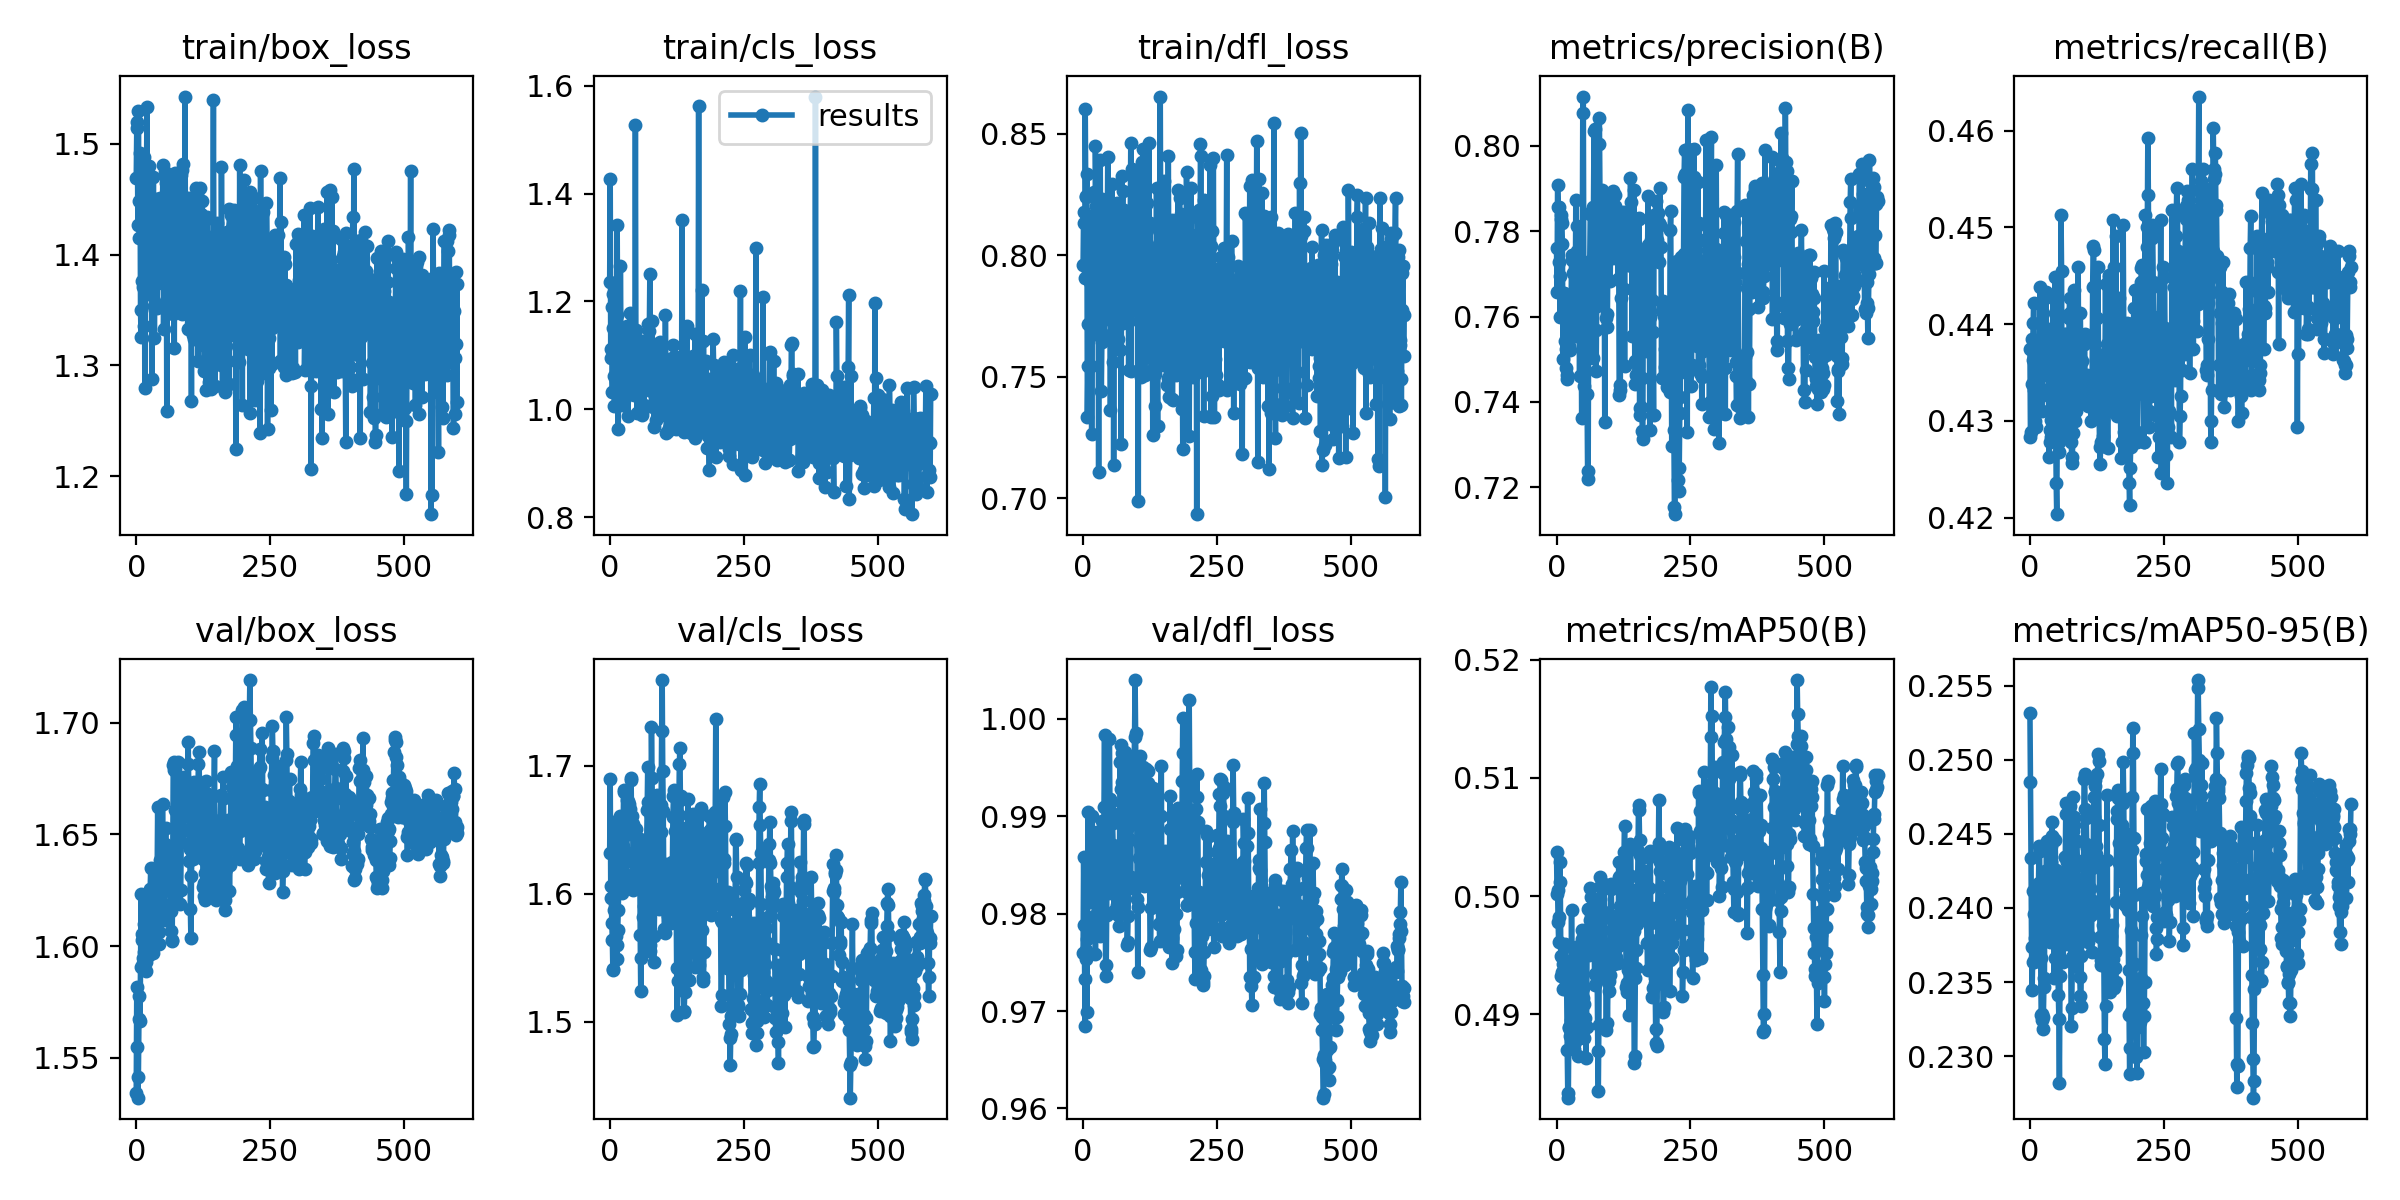 train/box_loss
1.5
1.4
1.3
1.2
0 250 500
train/cls_loss
results
1.6
1.4
1.2
1.0
0.8
0 250 500
train/dfl_loss
0.85
0.80
0.75
0.70
0 250 500
metrics/precision(B)
0.80
0.78
0.76
0.74
0.72
0 250 500
metrics/recall(B)
0.46
0.45
0.44
0.43
0.42
0 250 500
val/box_loss
1.70
1.65
1.60
1.55
0 250 500
val/cls_loss
1.7
1.6
1.5
0 250 500
val/dfl_loss
1.00
0.99
0.98
0.97
0.96
0 250 500
metrics/mAP50(B)
0.52
0.51
0.50
0.49
0 250 500
metrics/mAP50-95(B)
0.255
0.250
0.245
0.240
0.235
0.230
0 250 500